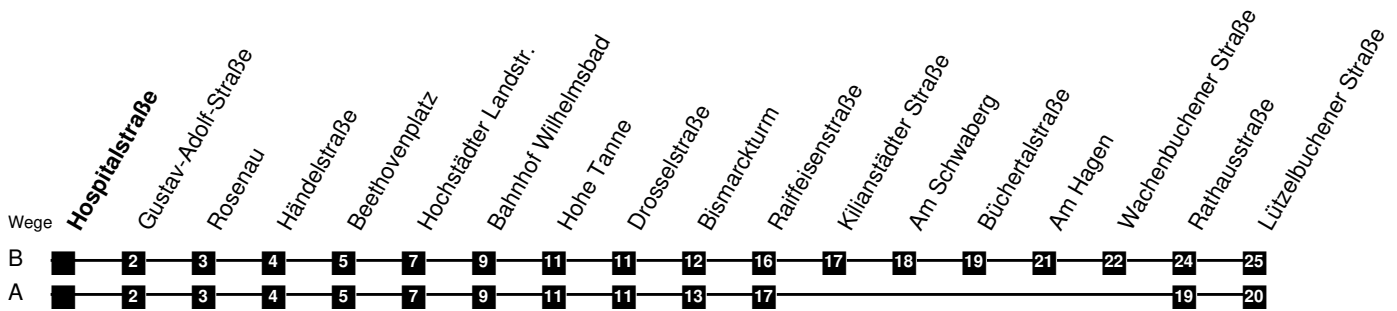 Hospitalstraße
Gustav-Adolf-Straße
Rosenau
Händelstraße
Beethovenplatz
Hochstädter Landstr.
Bahnhof Wilhelmsbad
Hohe Tanne
Drosselstraße
Bismarckturm
Raiffeisenstraße
Kilianstädter Straße
Am Schwaberg
Büchertalstraße
Am Hagen
Wachenbuchener Straße
Rathausstraße
Lützelbuchener Straße
Wege
B 2 3 4 5 7 9 11 11 12 16 17 18 19 21 22 24 25
A 2 3 4 5 7 9 11 11 13 17 19 20